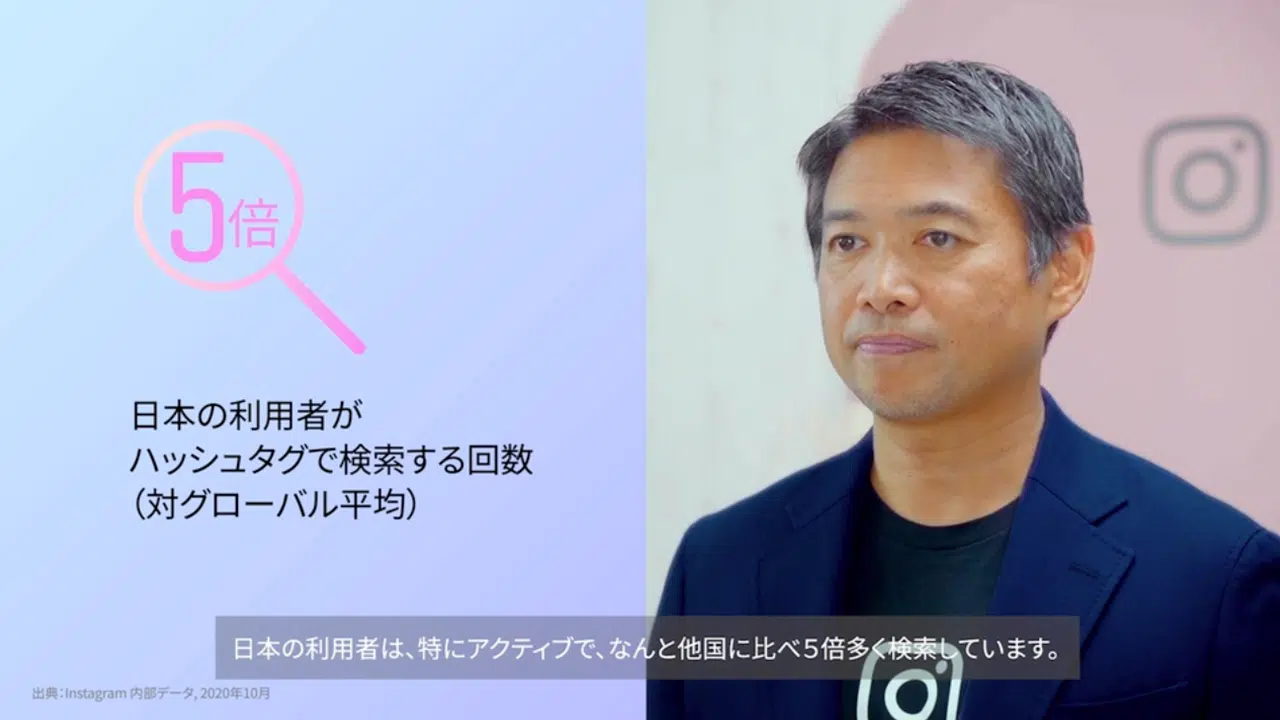 5倍
日本の利用者が
ハッシュタグで検索する回数
（対グローバル平均）
日本の利用者は、特にアクティブで、なんと他国に比べ5倍多く検索しています。
出典：Instagram 内部データ, 2020年10月